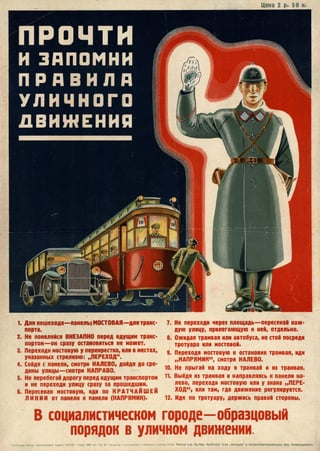 Цена 2 р. 50 к.
ПРОЧТИ
И ЗАПОМНИ
ПРАВИЛА
УЛИЧНОГО
ДВИЖЕНИЯ
1. Для пешехода—панель; МОСТОВАЯ—для транс-
порта.
2. Не появляйся ВНЕЗАПНО перед едущим транс-
портом—он сразу остановиться не может.
3. Переходи мостовую у перекрестка, или в местах,
указанных стрелкою: „ПЕРЕХОД".
4. Сойдя с панели, смотри НАЛЕВО, дойдя до сре-
дины улицы—смотри НАПРАВО.
5. Не перебегай дорогу перед едущим транспортом
и не переходи улицу сразу за прошедшим.
6. Пересекая мостовую, иди по КРАТЧАЙШЕЙ
ЛИНИИ от панели к панели (НАПРЯМИК).
7. Не переходи через площадь—пересекай каж-
дую улицу, прилегающую к ней, отдельно.
8. Ожидая трамвая или автобуса, не стой посреди
тротуара или мостовой.
9. Переходя мостовую к остановке трамвая, иди
„НАПРЯМИК", смотря НАЛЕВО.
10. Не прыгай на ходу в трамвай и из трамвая.
11. Выйдя из трамвая и направляясь к панели на-
лево, переходи мостовую или у знака „ПЕРЕ-
ХОД", или там, где движение регулируется.
12. Иди по тротуару, держись правой стороны.
В социалистическом городе—образцовый
порядок в уличном движении.